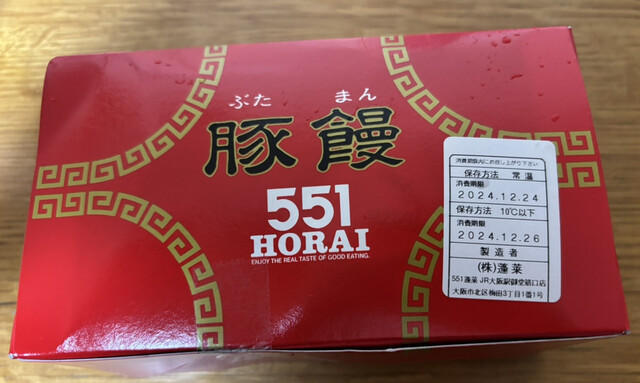 ぶた まん
豚饅
551
HORAI
ENJOY THE REAL TASTE OF GOOD EATING.
消費期限内にお召し上がり下さい
保存方法 常温
消費期限
2024.12.24
保存方法 10℃以下
消費期限
2024.12.26
製造者
(株)蓬莱
551蓬莱 JR大阪駅御堂筋口店
大阪市北区梅田3丁目1番1号